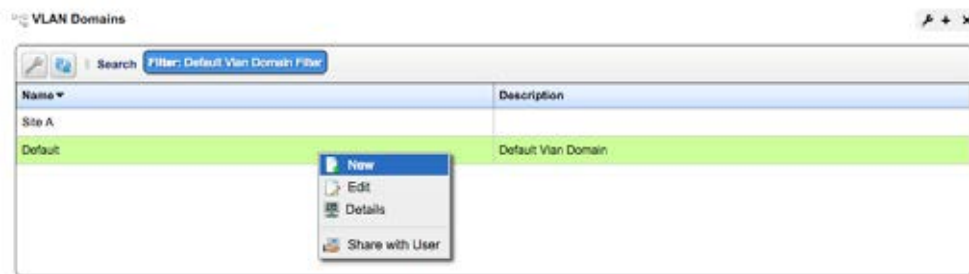 VLAN Domains
Search Filter: Default Vlan Domain Filter
Name Description
Site A
Default Default Vlan Domain
New
Edit
Details
Share with User